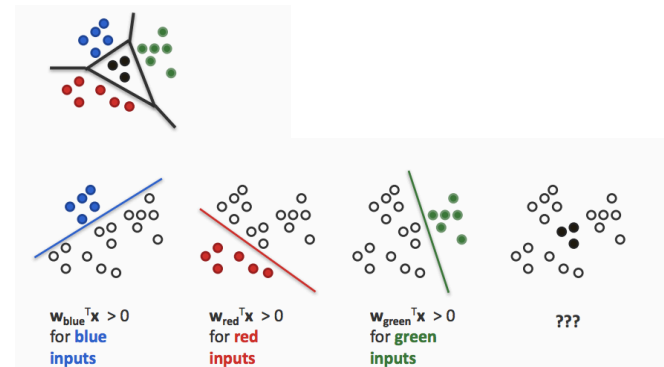 w_blue^T x > 0
for blue
inputs
w_red^T x > 0
for red
inputs
w_green^T x > 0
for green
inputs
???